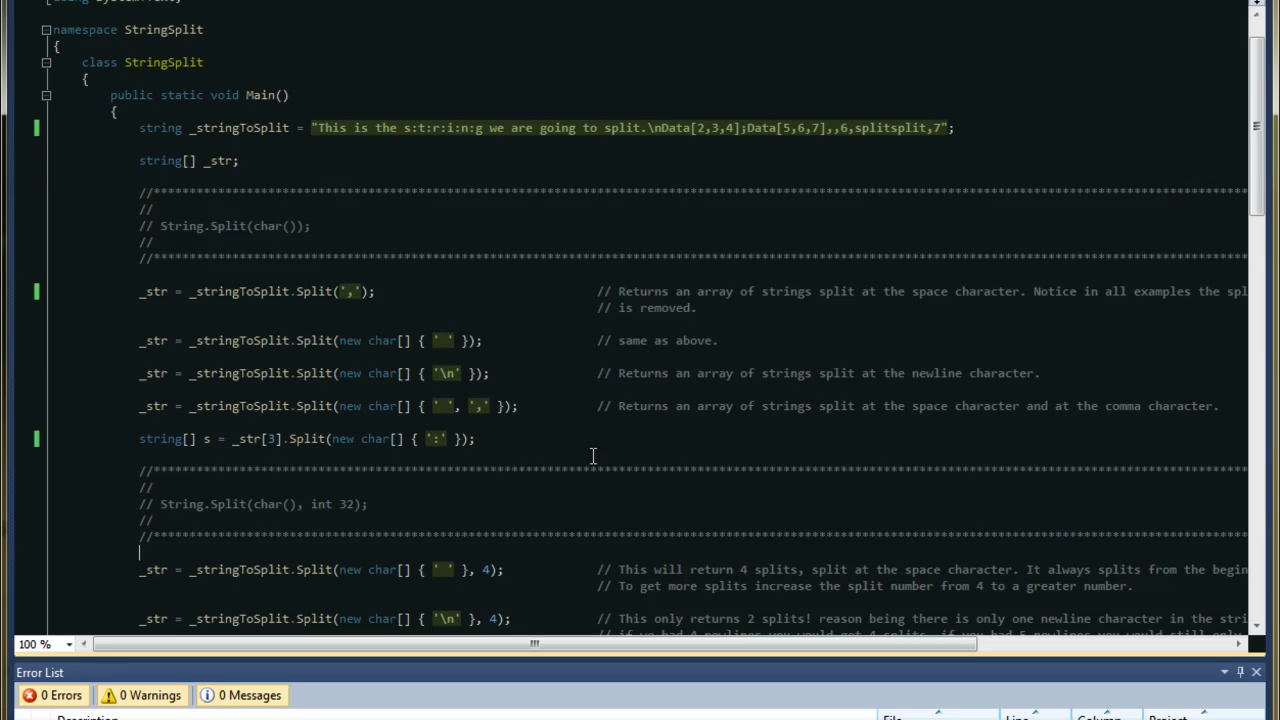 namespace StringSplit
{
class StringSplit
{
public static void Main()
{
string _stringToSplit = "This is the s:t:r:i:n:g we are going to split.\nData[2,3,4];Data[5,6,7],,6,splitsplit,7";
string[] _str;
//****************************************************************************************************************************************************************
//
// String.Split(char());
//
//****************************************************************************************************************************************************************
_str = _stringToSplit.Split(','); // Returns an array of strings split at the space character. Notice in all examples the spl
// is removed.
_str = _stringToSplit.Split(new char[] { ' ' }); // same as above.
_str = _stringToSplit.Split(new char[] { '\n' }); // Returns an array of strings split at the newline character.
_str = _stringToSplit.Split(new char[] { ' ', ',' }); // Returns an array of strings split at the space character and at the comma character.
string[] s = _str[3].Split(new char[] { ':' });
//****************************************************************************************************************************************************************
//
// String.Split(char(), int 32);
//
//****************************************************************************************************************************************************************
_str = _stringToSplit.Split(new char[] { ' ' }, 4); // This will return 4 splits, split at the space character. It always splits from the begin
// To get more splits increase the split number from 4 to a greater number.
_str = _stringToSplit.Split(new char[] { '\n' }, 4); // This only returns 2 splits! reason being there is only one newline character in the stri
100 %
Error List
0 Errors 0 Warnings 0 Messages
Description File Line Column Project